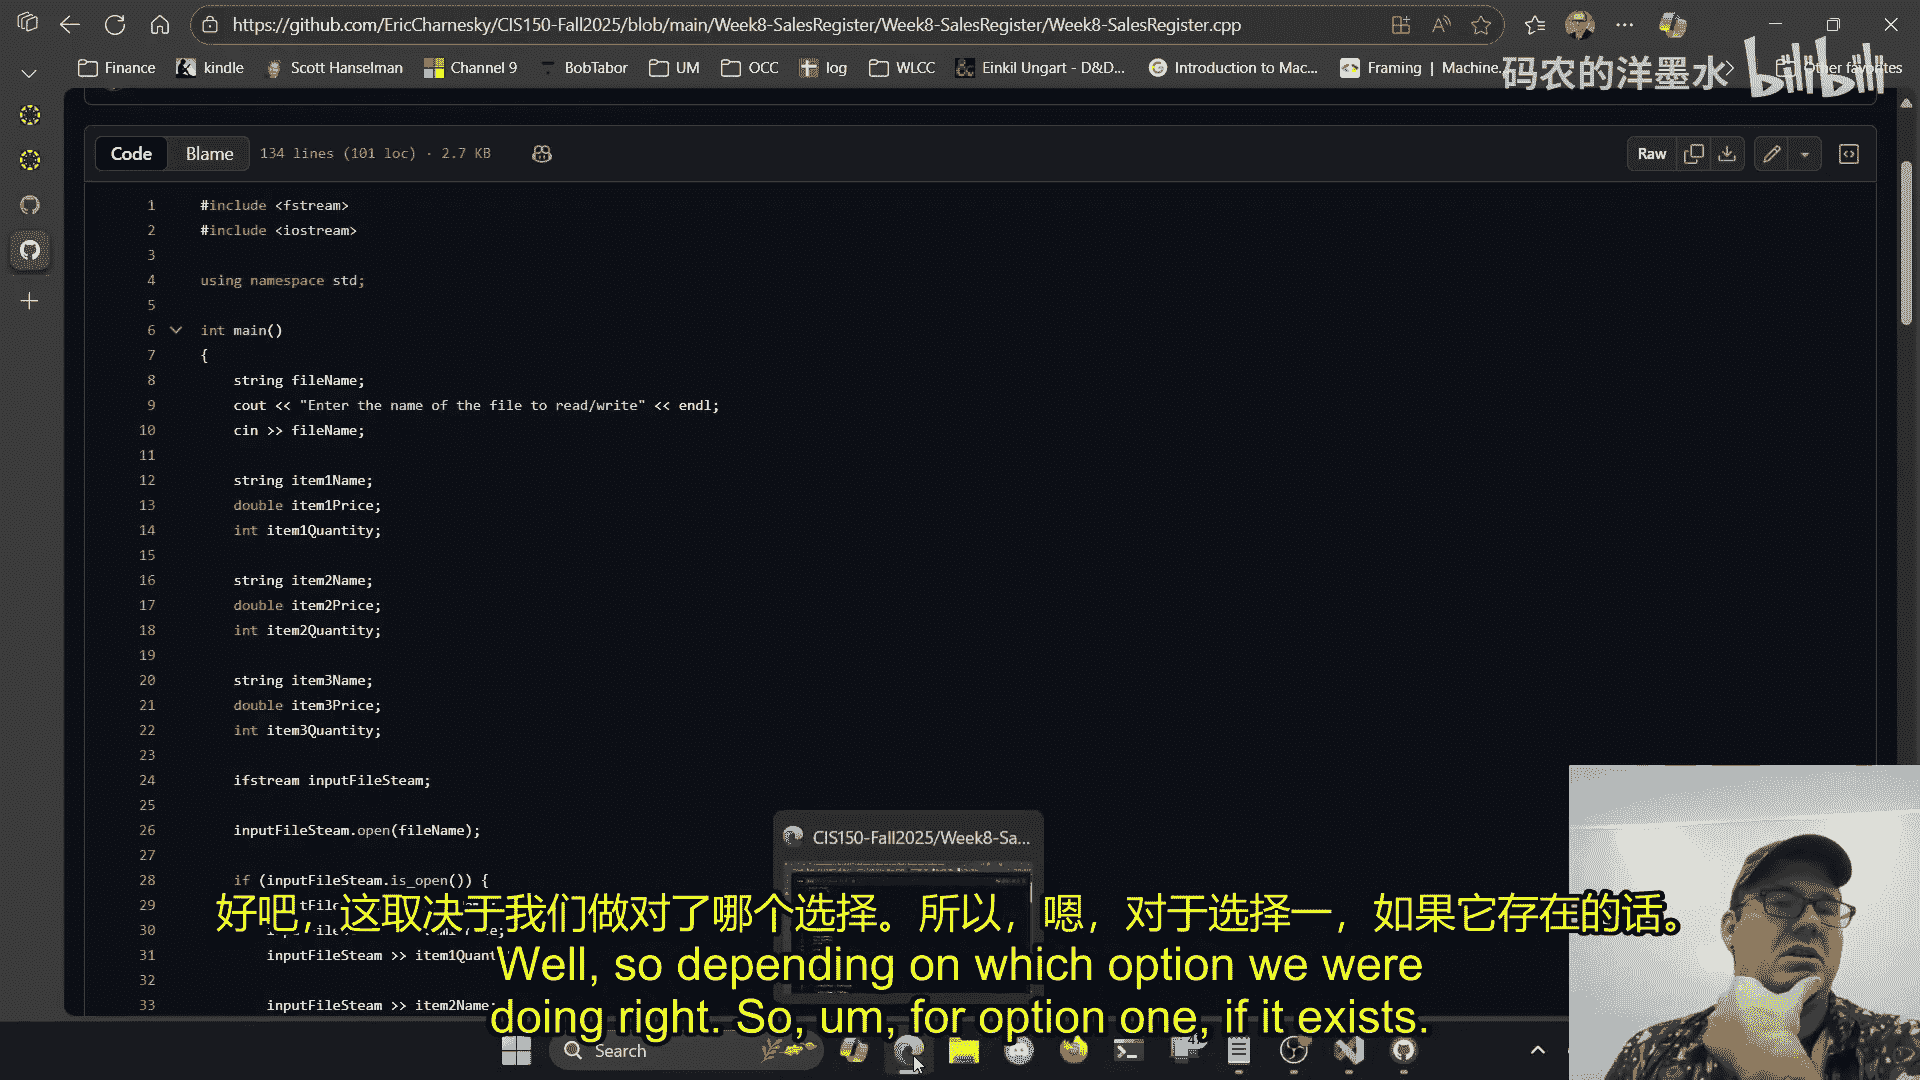 https://github.com/EricCharnesky/CIS150-Fall2025/blob/main/Week8-SalesRegister/Week8-SalesRegister/Week8-SalesRegister.cpp
Finance
kindle
Scott Hanselman
Channel 9
BobTabor
UM
OCC
log
WLCC
Einkil Ungart - D&D...
Introduction to Mac...
Framing | Machine...
Other favorites
码农的洋墨水
bilibili
Code
Blame
134 lines (101 loc) · 2.7 KB
Raw
1 #include <fstream>
2 #include <iostream>
3
4 using namespace std;
5
6 int main()
7 {
8 string fileName;
9 cout << "Enter the name of the file to read/write" << endl;
10 cin >> fileName;
11
12 string item1Name;
13 double item1Price;
14 int item1Quantity;
15
16 string item2Name;
17 double item2Price;
18 int item2Quantity;
19
20 string item3Name;
21 double item3Price;
22 int item3Quantity;
23
24 ifstream inputFileSteam;
25
26 inputFileSteam.open(fileName);
27
28 if (inputFileSteam.is_open()) {
29
30
31 inputFileSteam >> item1Quant
32
33 inputFileSteam >> item2Name;
CIS150-Fall2025/Week8-Sa...
好吧，这取决于我们做对了哪个选择。所以，嗯，对于选择一，如果它存在的话。
Well, so depending on which option we were
doing right. So, um, for option one, if it exists.
Search